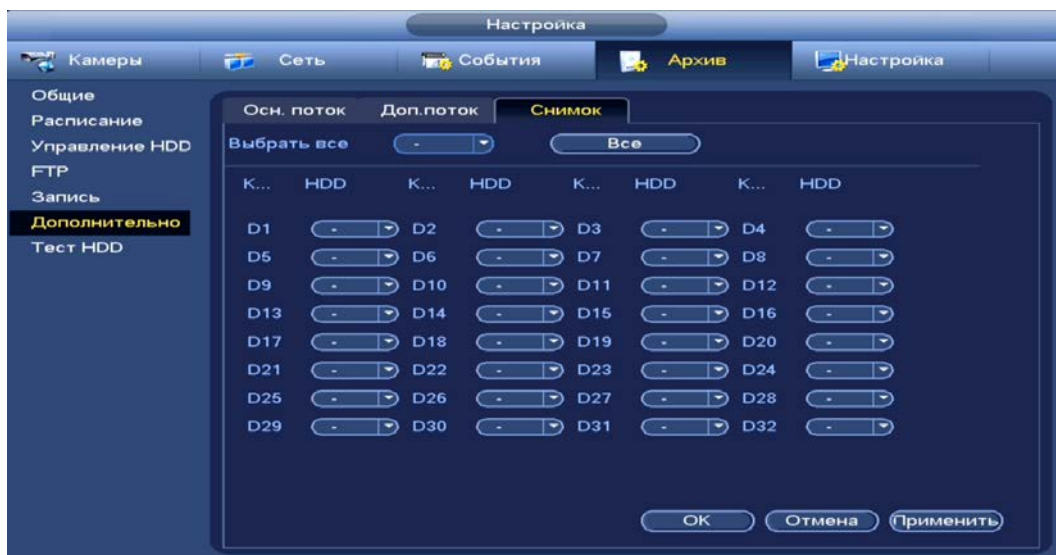 Настройка
Камеры Сеть События Архив Настройка
Общие
Расписание
Управление HDD
FTP
Запись
Дополнительно
Тест HDD
Осн. поток Доп.поток Снимок
Выбрать все - Все
К... HDD К... HDD К... HDD К... HDD
D1 - D2 - D3 - D4 -
D5 - D6 - D7 - D8 -
D9 - D10 - D11 - D12 -
D13 - D14 - D15 - D16 -
D17 - D18 - D19 - D20 -
D21 - D22 - D23 - D24 -
D25 - D26 - D27 - D28 -
D29 - D30 - D31 - D32 -
OK Отмена Применить